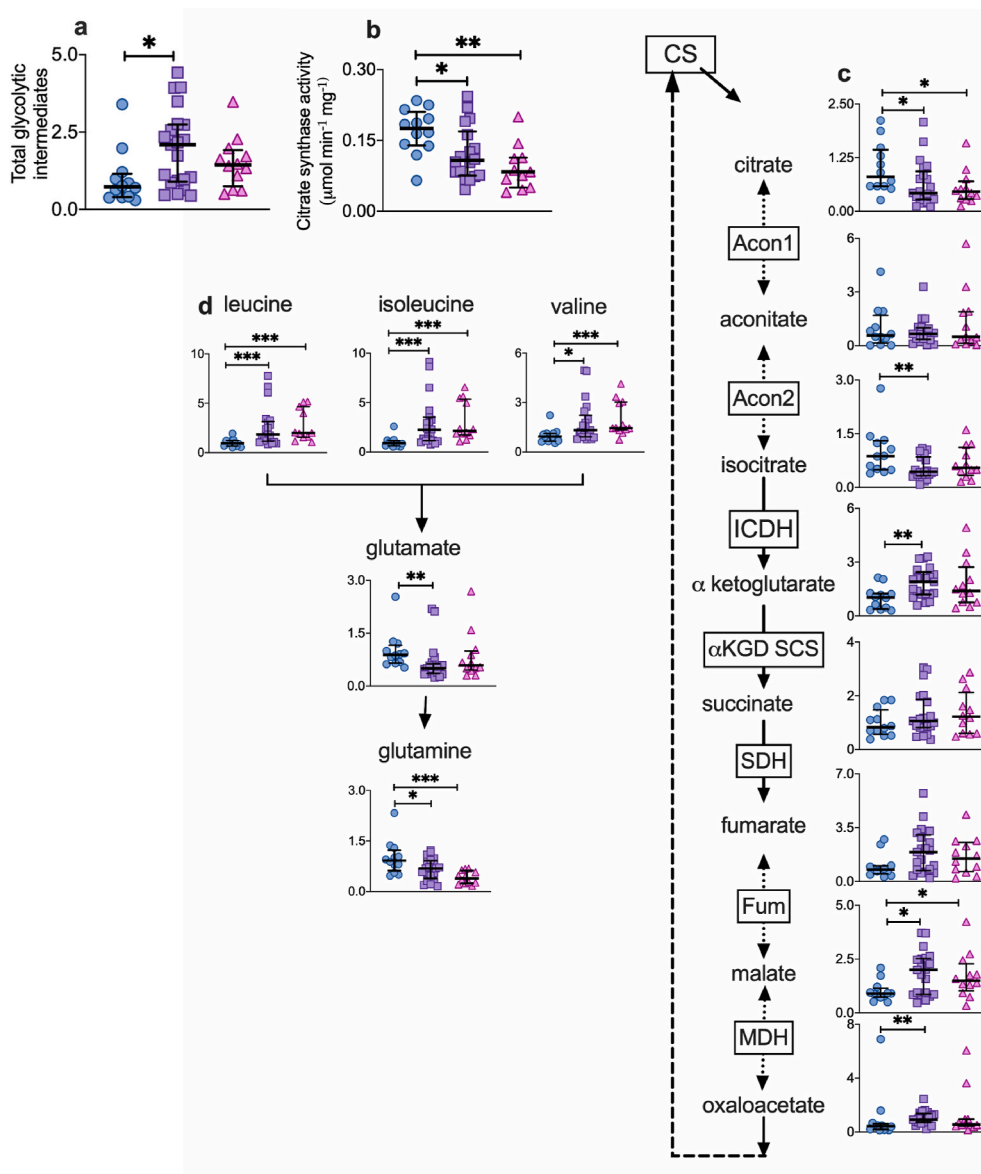 a
*
5.0
2.5
0.0
Total glycolytic
intermediates
b
**
*
0.30
0.15
0.00
Citrate synthase activity
(μmol min⁻¹ mg⁻¹)
CS
c
*
*
2.50
1.25
0.00
citrate
Acon1
6
3
0
aconitate
**
3.0
1.5
0.0
Acon2
isocitrate
**
6
3
0
ICDH
α ketoglutarate
4
2
0
αKGD SCS
succinate
SDH
7.0
3.5
0.0
fumarate
*
*
5.0
2.5
0.0
Fum
malate
**
8
4
0
MDH
oxaloacetate
d
leucine
isoleucine
valine
***
***
10
5
0
***
***
10
5
0
***
*
6
3
0
glutamate
**
3.0
1.5
0.0
glutamine
***
*
3.0
1.5
0.0